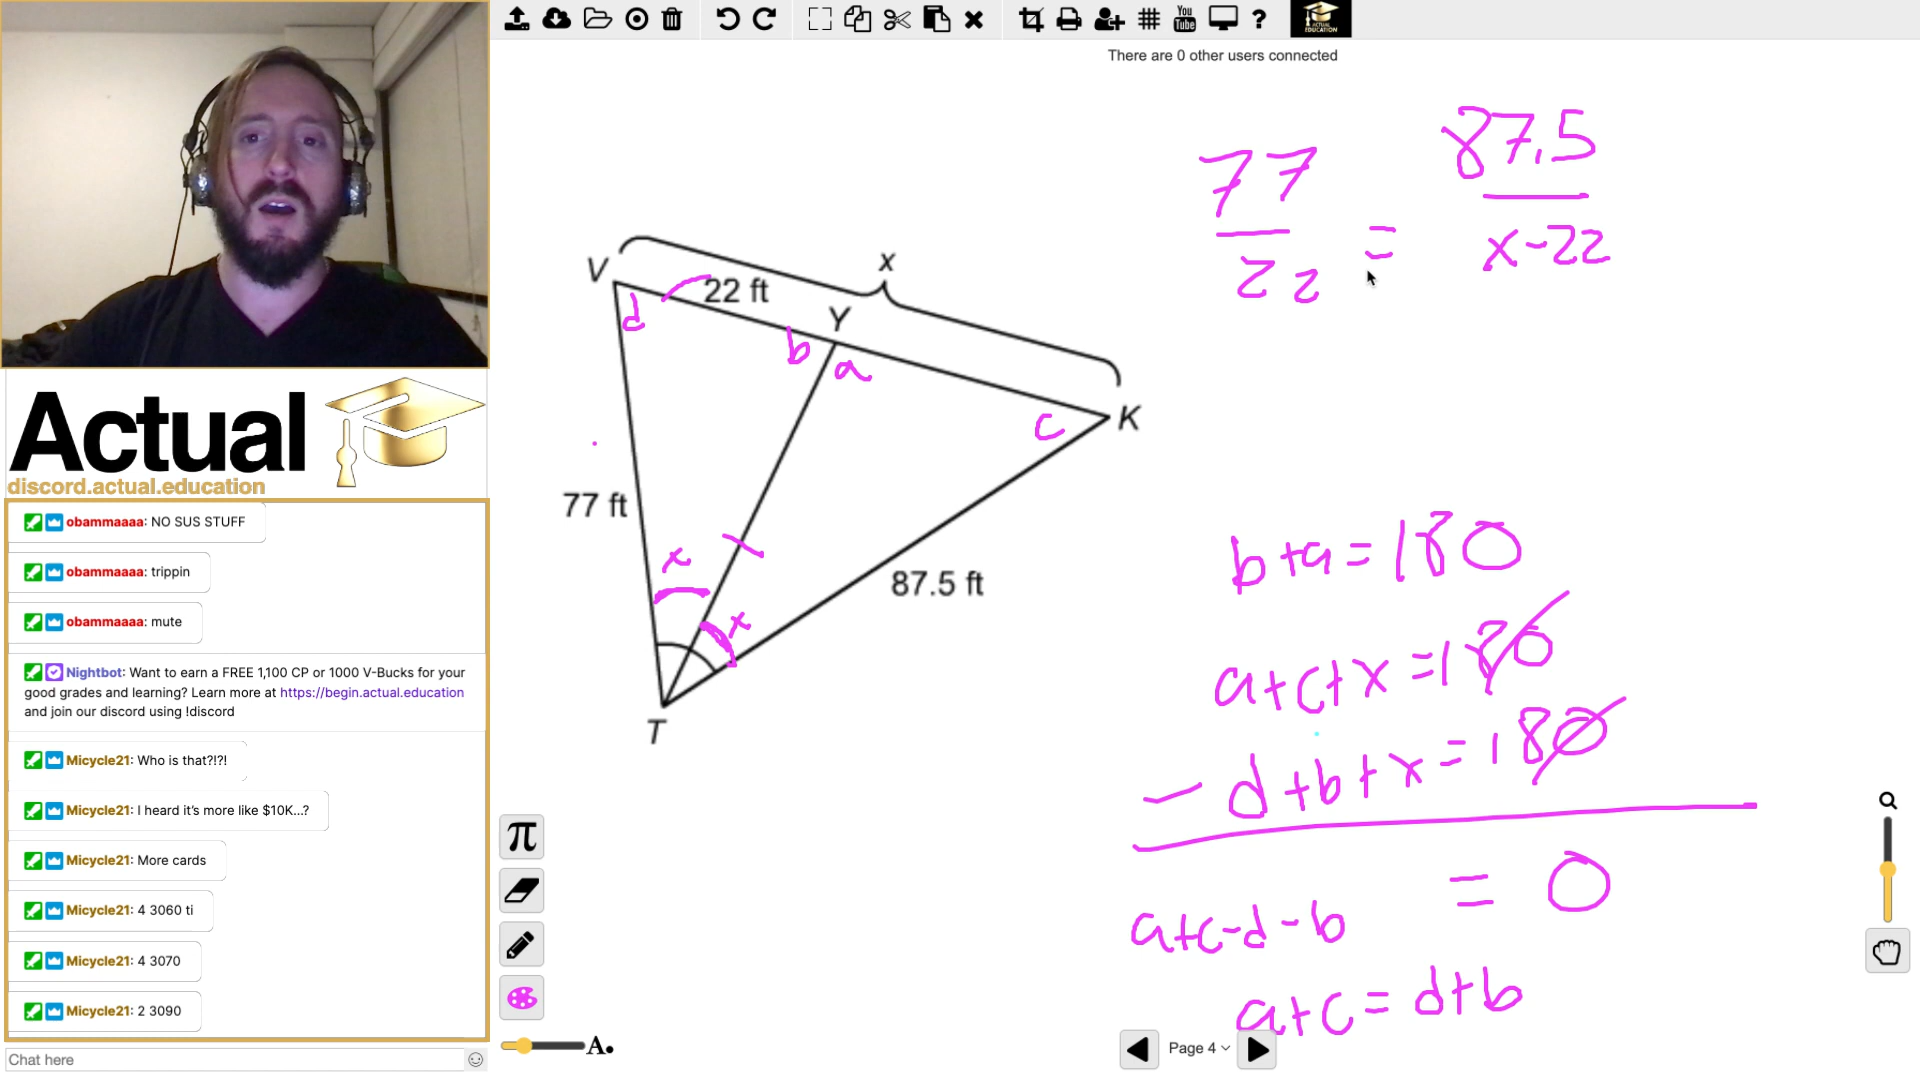 You
Tube
?
ACTUAL
EDUCATION
There are 0 other users connected
Actual
discord.actual.education
obammaaaa: NO SUS STUFF
obammaaaa: trippin
obammaaaa: mute
Nightbot: Want to earn a FREE 1,100 CP or 1000 V-Bucks for your
good grades and learning? Learn more at https://begin.actual.education
and join our discord using !discord
Micycle21: Who is that?!?!
Micycle21: I heard it's more like $10K...?
Micycle21: More cards
Micycle21: 4 3060 ti
Micycle21: 4 3070
Micycle21: 2 3090
Chat here
x
V
22 ft
Y
d
b
a
c
K
77 ft
x
87.5 ft
x
T
77
22
=
87.5
x-22
b+a=180
a+c+x=180
- d+b+x=180
a+c-d-b = 0
a+c=d+b
π
A
Page 4